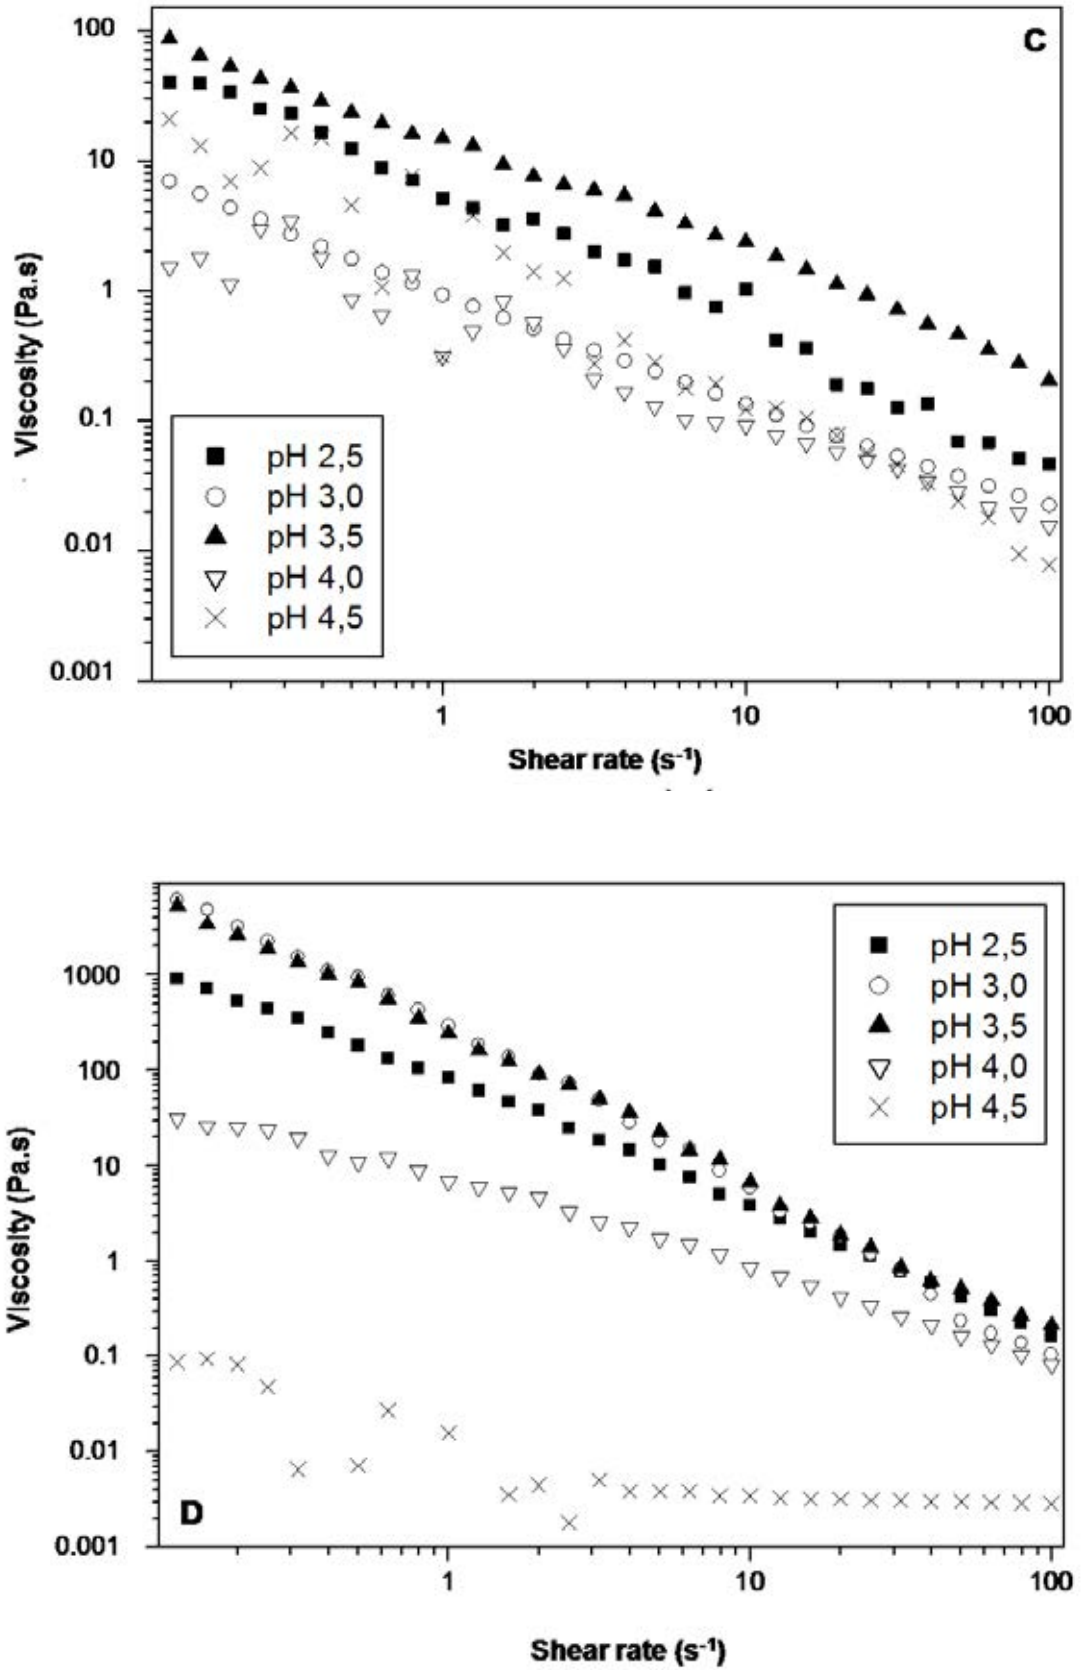 C
100
10
1
0.1
0.01
0.001
Viscosity (Pa.s)
pH 2,5
pH 3,0
pH 3,5
pH 4,0
pH 4,5
1 10 100
Shear rate (s⁻¹)
1000
100
10
1
0.1
0.01
0.001
Viscosity (Pa.s)
pH 2,5
pH 3,0
pH 3,5
pH 4,0
pH 4,5
D
1 10 100
Shear rate (s⁻¹)